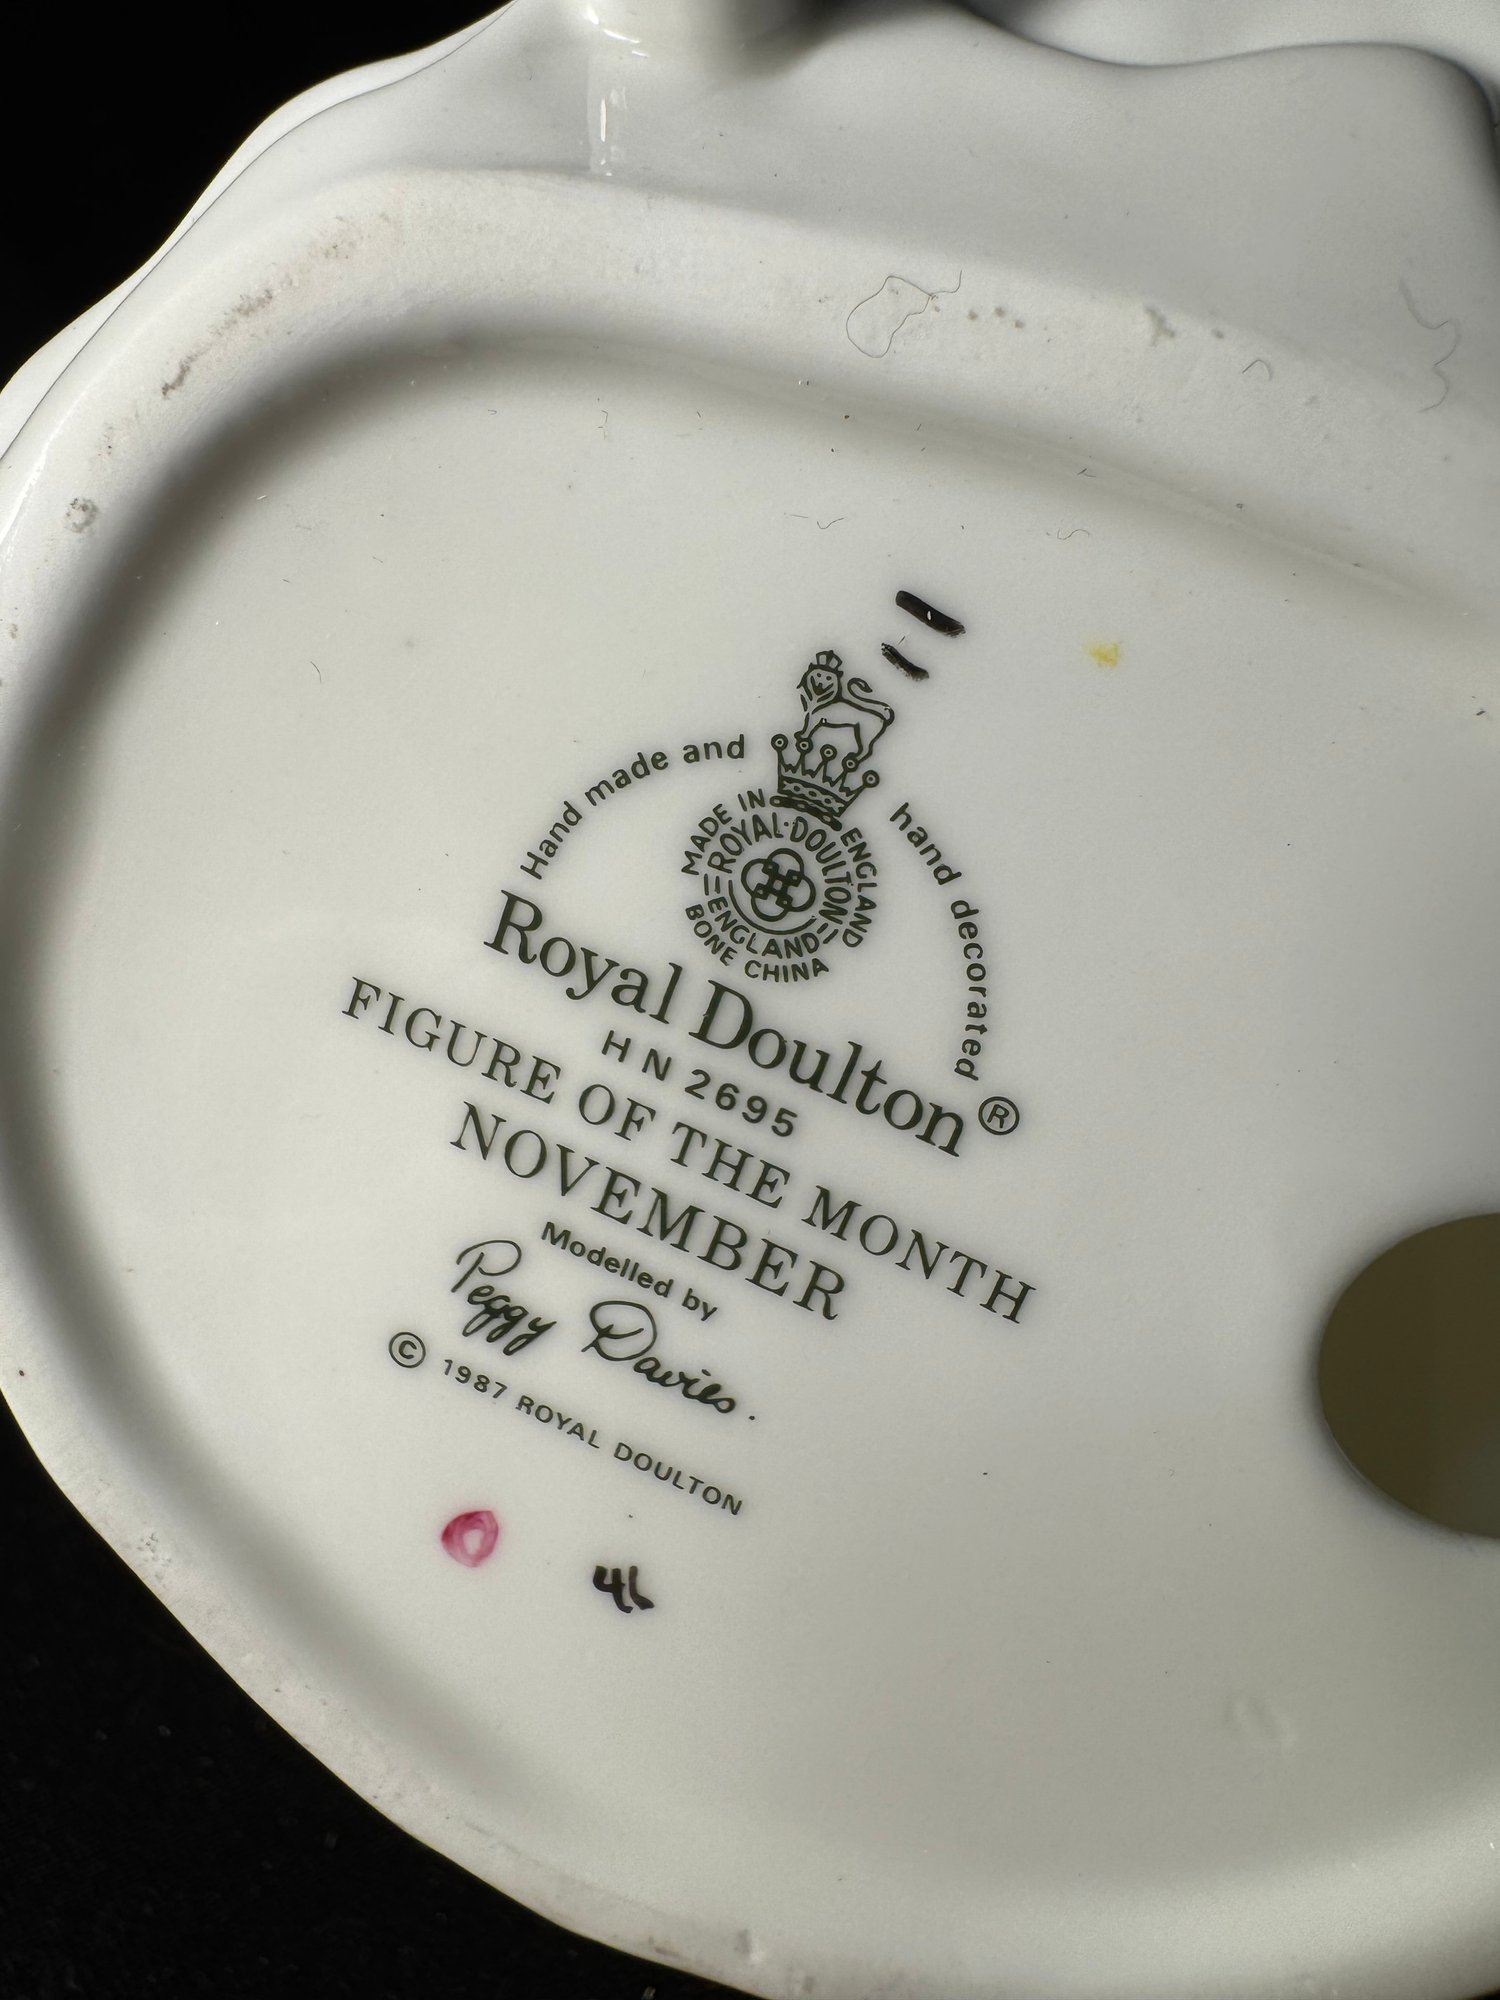 Hand made and hand decorated
MADE IN ENGLAND
ROYAL·DOULTON
ENGLAND
BONE CHINA
Royal Doulton®
HN 2695
FIGURE OF THE MONTH
NOVEMBER
Modelled by
Peggy Davies.
© 1987 ROYAL DOULTON